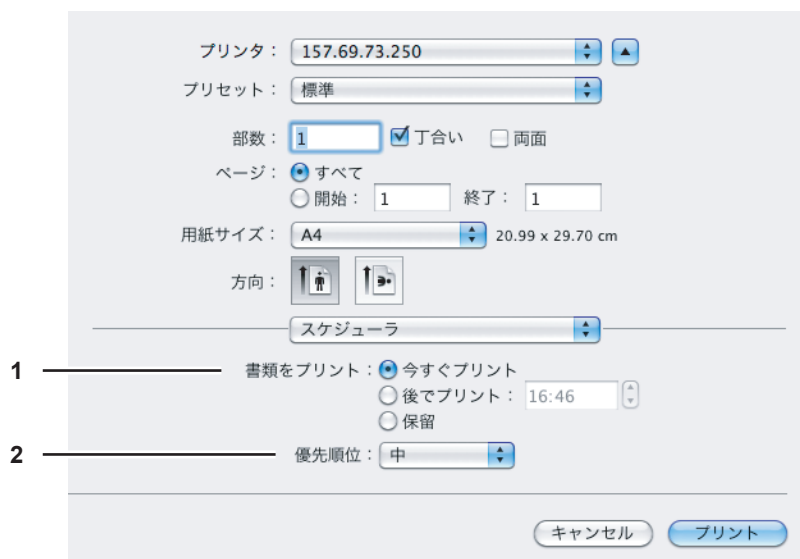 プリンタ： 157.69.73.250
プリセット： 標準
部数： 1 丁合い 両面
ページ： すべて
開始： 1 終了： 1
用紙サイズ： A4 20.99 x 29.70 cm
方向：
スケジューラ
1 書類をプリント： 今すぐプリント
後でプリント： 16:46
保留
2 優先順位： 中
キャンセル プリント